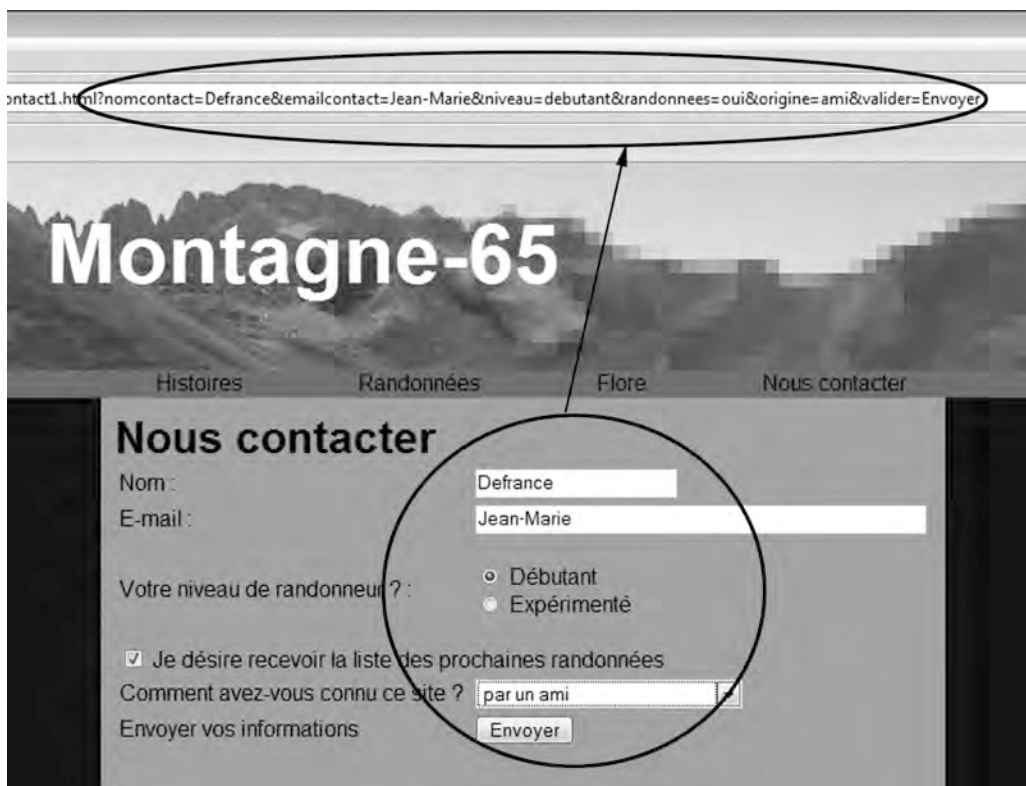 ontact1.html?nomcontact=Defrance&emailcontact=Jean-Marie&niveau=debutant&randonnees=oui&origine=ami&valider=Envoyer
Montagne-65
Histoires Randonnées Flore Nous contacter
Nous contacter
Nom : Defrance
E-mail : Jean-Marie
Votre niveau de randonneur ? :
Débutant
Expérimenté
Je désire recevoir la liste des prochaines randonnées
Comment avez-vous connu ce site ? par un ami
Envoyer vos informations Envoyer